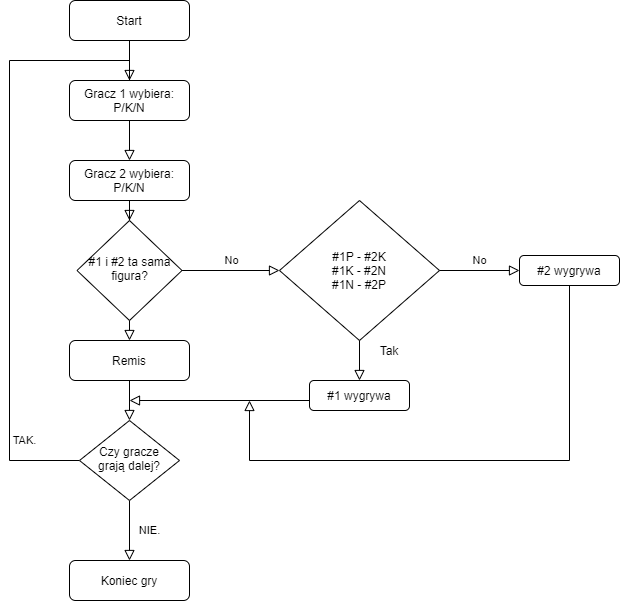 Start
Gracz 1 wybiera:
P/K/N
Gracz 2 wybiera:
P/K/N
#1 i #2 ta sama
figura?
No
#1P - #2K
#1K - #2N
#1N - #2P
No
#2 wygrywa
Tak
Remis
#1 wygrywa
TAK.
Czy gracze
grają dalej?
NIE.
Koniec gry